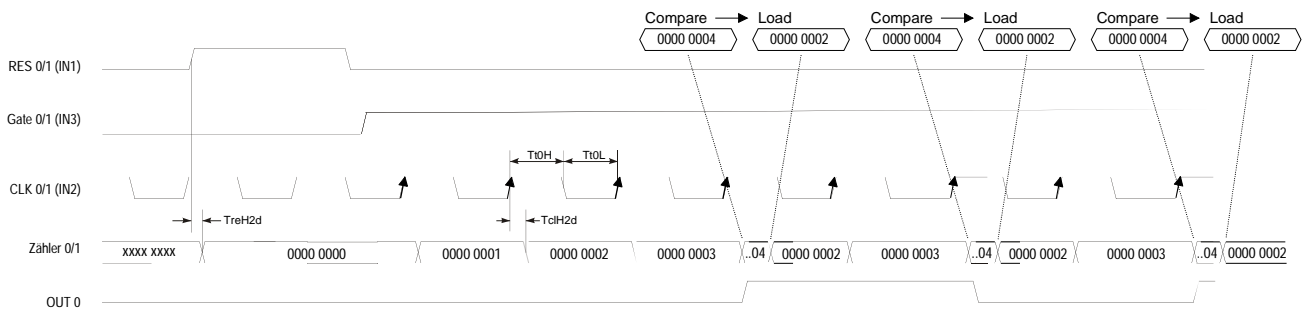 Compare Load Compare Load Compare Load
0000 0004 0000 0002 0000 0004 0000 0002 0000 0004 0000 0002
RES 0/1 (IN1)
Gate 0/1 (IN3)
Tt0H Tt0L
CLK 0/1 (IN2)
TreH2d TclH2d
Zähler 0/1 xxxx xxxx 0000 0000 0000 0001 0000 0002 0000 0003 ..04 0000 0002 0000 0003 ..04 0000 0002 0000 0003 ..04 0000 0002
OUT 0